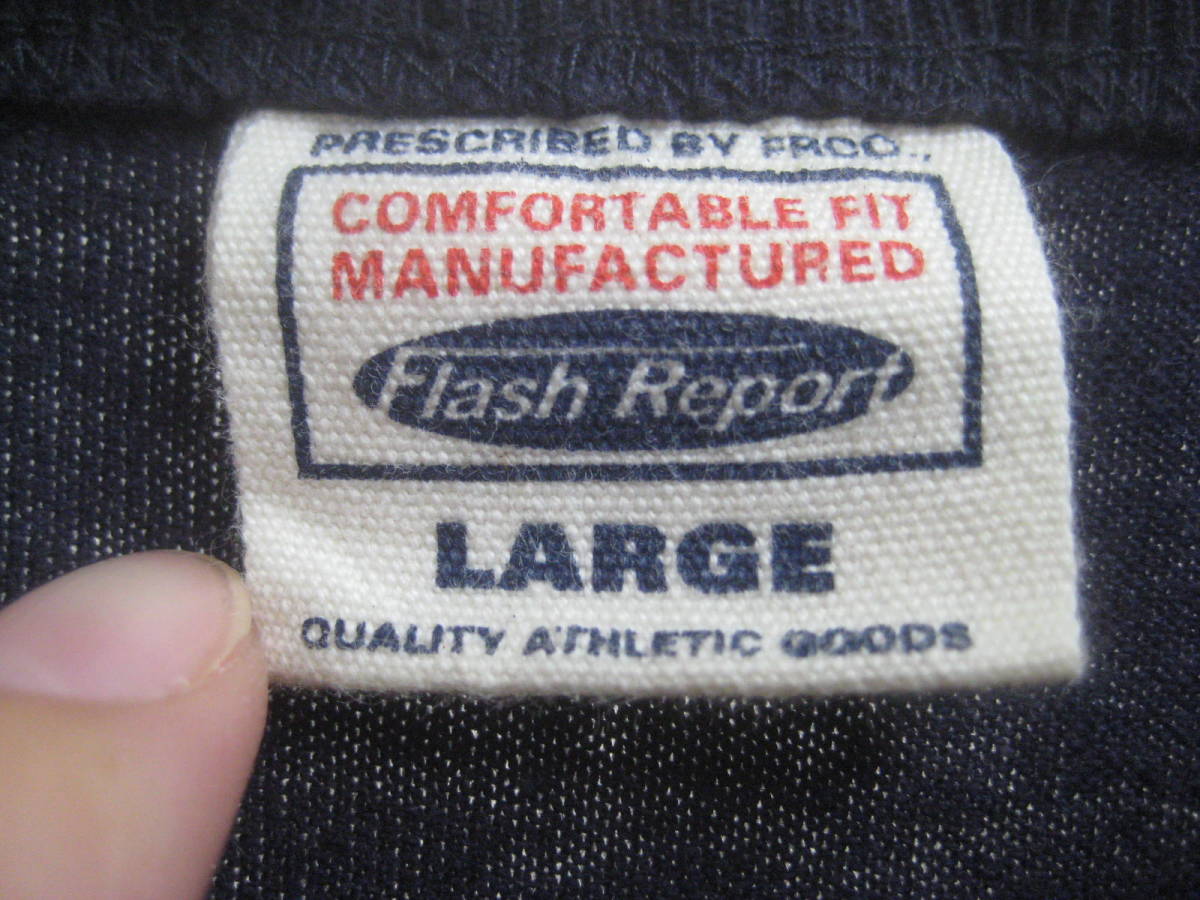 PRESCRIBED BY FRCO.,
COMFORTABLE FIT
MANUFACTURED
Flash Report
LARGE
QUALITY ATHLETIC GOODS